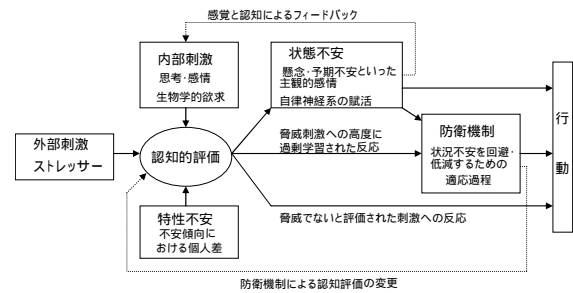 感覚と認知によるフィードバック
内部刺激
思考･感情
生物学的欲求
状態不安
懸念･予期不安といった
主観的感情
自律神経系の賦活
外部刺激
ストレッサー
認知的評価
脅威刺激への高度に
過剰学習された反応
防衛機制
状況不安を回避･
低減するための
適応過程
行
動
特性不安
不安傾向に
おける個人差
脅威でないと評価された刺激への反応
防衛機制による認知評価の変更